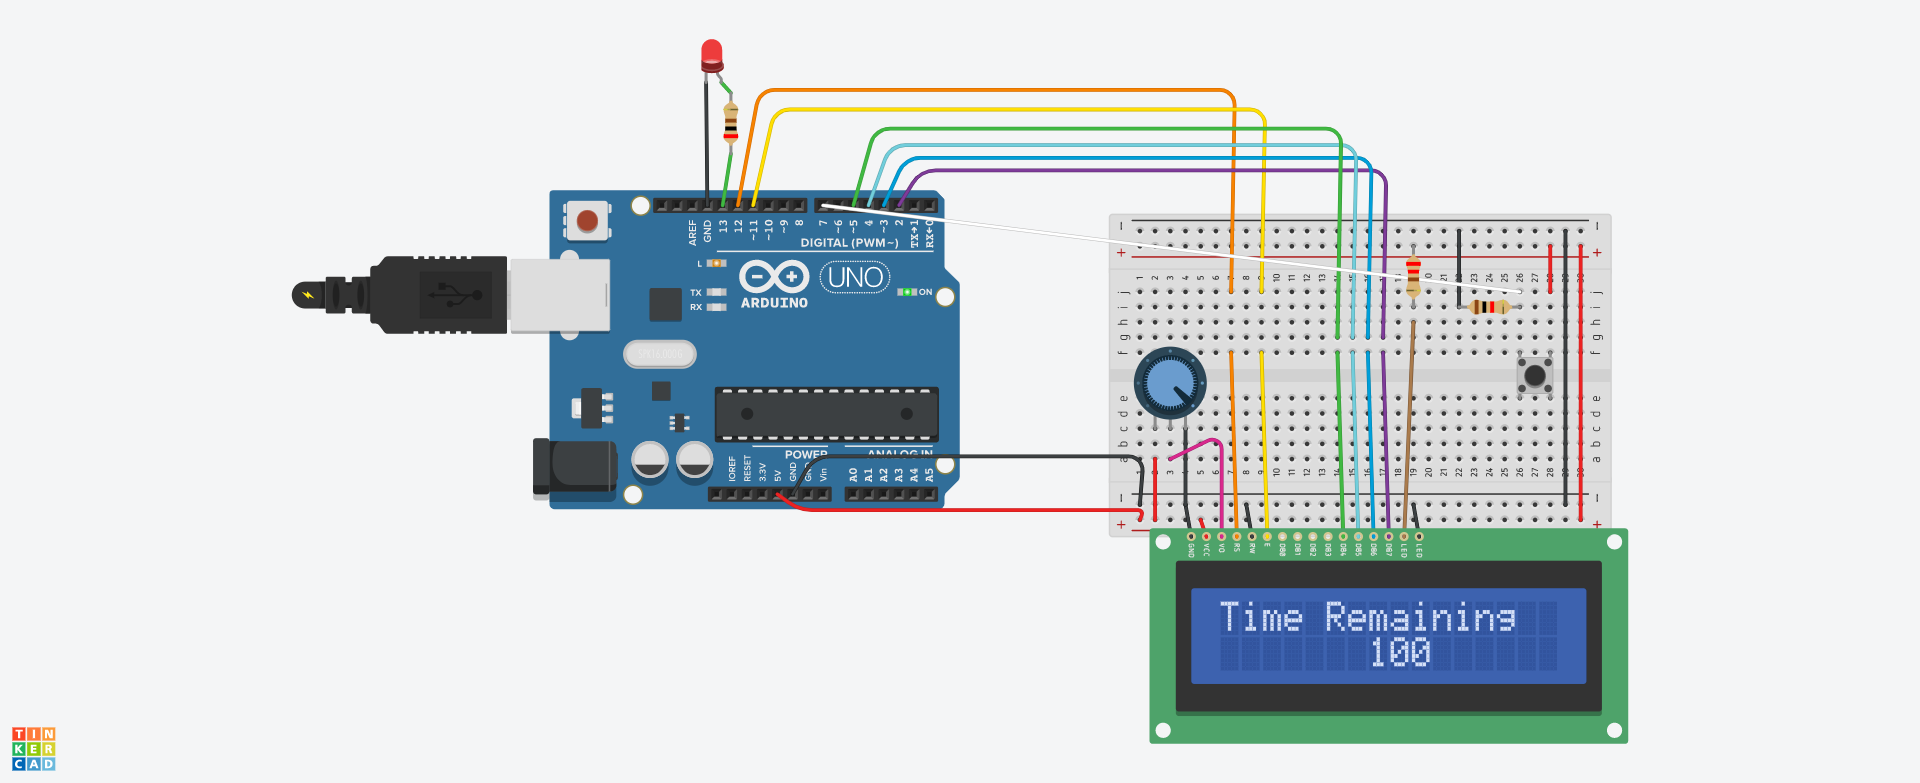 AREF
GND
13
12
~11
~10
~9
8
7
~6
~5
4
~3
2
TX→1
RX←0
DIGITAL (PWM~)
L
TX
RX
ARDUINO
UNO
ON
POWER
ANALOG IN
IOREF
RESET
3.3V
5V
GND
GND
Vin
A0
A1
A2
A3
A4
A5
j
i
h
g
f
e
d
c
b
a
GND
VCC
V0
RS
RW
E
DB0
DB1
DB2
DB3
DB4
DB5
DB6
DB7
LED
LED
Time Remaining
100
TIN
KER
CAD